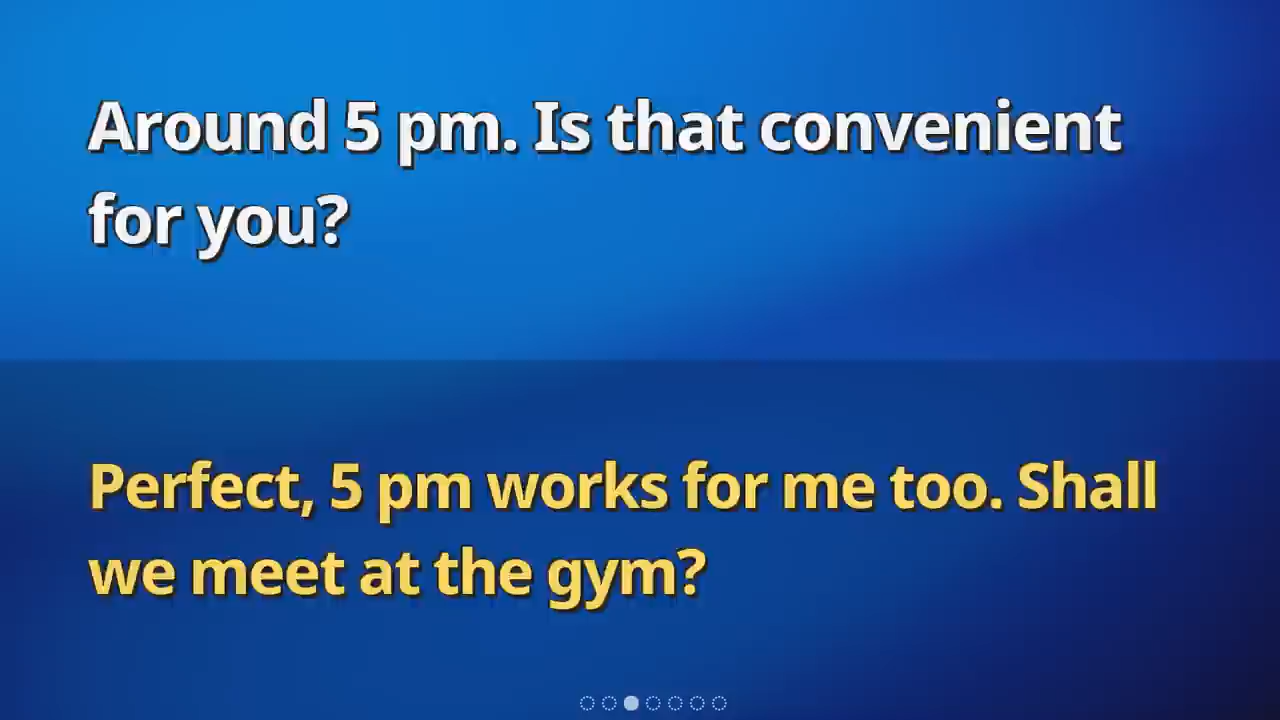 Around 5 pm. Is that convenient
for you?
Perfect, 5 pm works for me too. Shall
we meet at the gym?